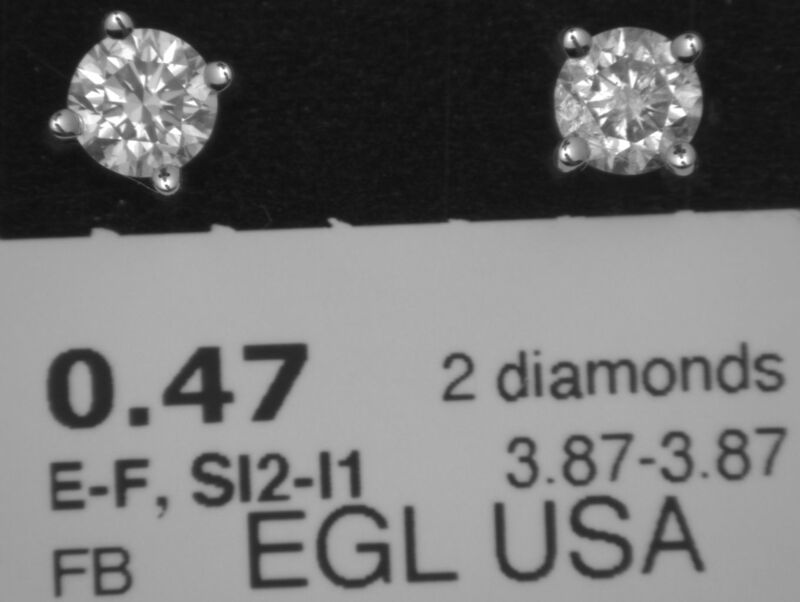 0.47 2 diamonds
E-F, SI2-I1 3.87-3.87
FB EGL USA